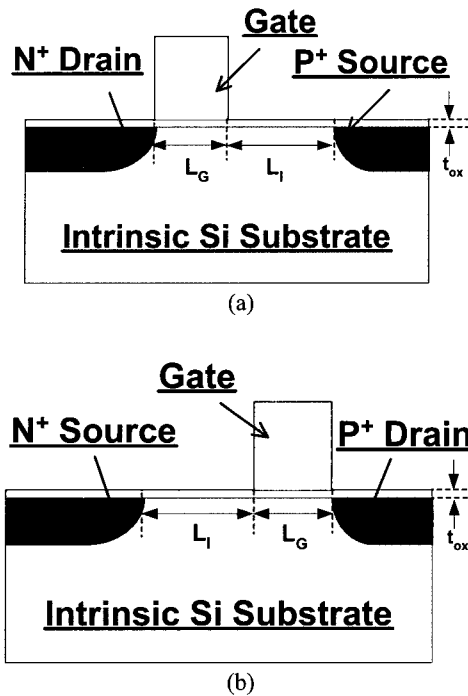 Gate
N+ Drain
P+ Source
LG
LI
tox
Intrinsic Si Substrate
(a)
Gate
N+ Source
P+ Drain
LI
LG
tox
Intrinsic Si Substrate
(b)